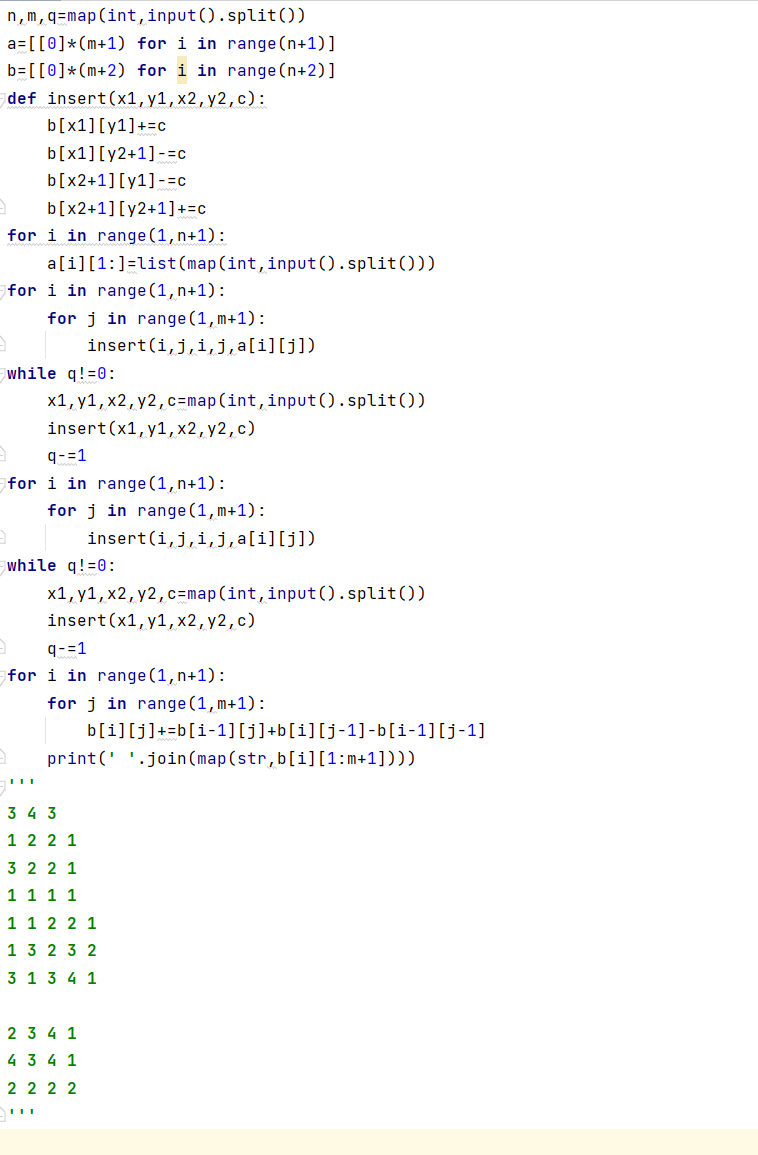 n,m,q=map(int,input().split())
a=[[0]*(m+1) for i in range(n+1)]
b=[[0]*(m+2) for i in range(n+2)]
def insert(x1,y1,x2,y2,c):
    b[x1][y1]+=c
    b[x1][y2+1]-=c
    b[x2+1][y1]-=c
    b[x2+1][y2+1]+=c
for i in range(1,n+1):
    a[i][1:]=list(map(int,input().split()))
for i in range(1,n+1):
    for j in range(1,m+1):
        insert(i,j,i,j,a[i][j])
while q!=0:
    x1,y1,x2,y2,c=map(int,input().split())
    insert(x1,y1,x2,y2,c)
    q-=1
for i in range(1,n+1):
    for j in range(1,m+1):
        insert(i,j,i,j,a[i][j])
while q!=0:
    x1,y1,x2,y2,c=map(int,input().split())
    insert(x1,y1,x2,y2,c)
    q-=1
for i in range(1,n+1):
    for j in range(1,m+1):
        b[i][j]+=b[i-1][j]+b[i][j-1]-b[i-1][j-1]
    print(' '.join(map(str,b[i][1:m+1])))
'''
3 4 3
1 2 2 1
3 2 2 1
1 1 1 1
1 1 2 2 1
1 3 2 3 2
3 1 3 4 1

2 3 4 1
4 3 4 1
2 2 2 2
'''